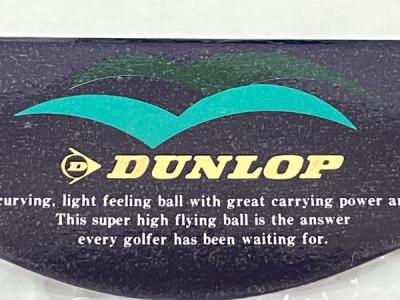 DUNLOP
curving, light feeling ball with great carrying power
This super high flying ball is the answer
every golfer has been waiting for.